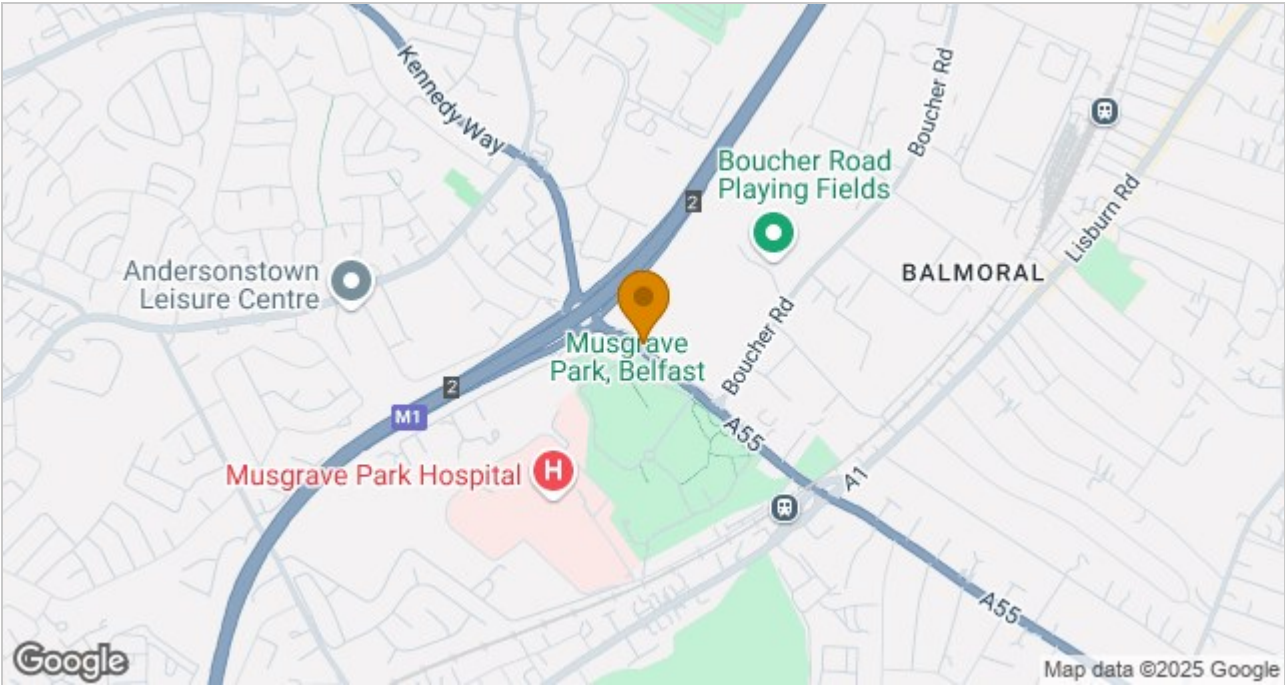 Kennedy Way
Boucher Rd
2
Boucher Road
Playing Fields
Lisburn Rd
BALMORAL
Andersonstown
Leisure Centre
Boucher Rd
Musgrave
Park, Belfast
2
M1
A55
Musgrave Park Hospital
H
A1
A55
Google
Map data ©2025 Google